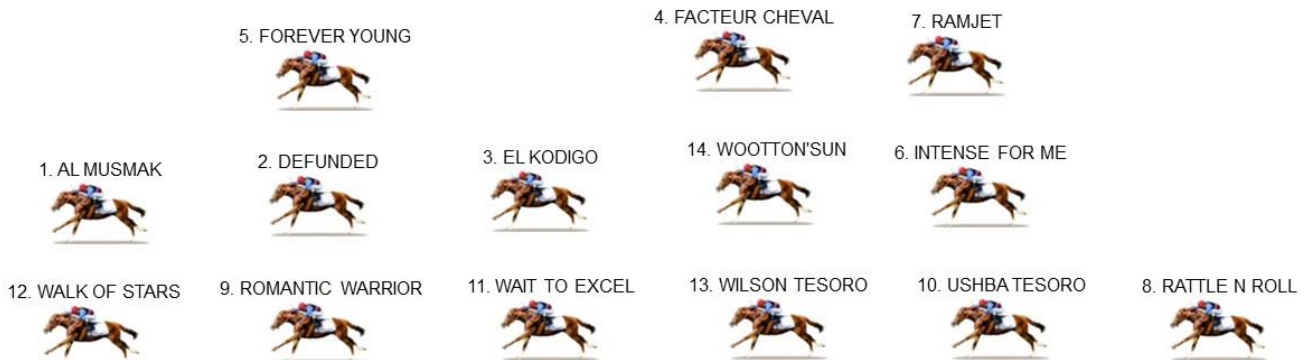 5. FOREVER YOUNG
4. FACTEUR CHEVAL
7. RAMJET
1. AL MUSMAK
2. DEFUNDED
3. EL KODIGO
14. WOOTTON'SUN
6. INTENSE FOR ME
12. WALK OF STARS
9. ROMANTIC WARRIOR
11. WAIT TO EXCEL
13. WILSON TESORO
10. USHBA TESORO
8. RATTLE N ROLL